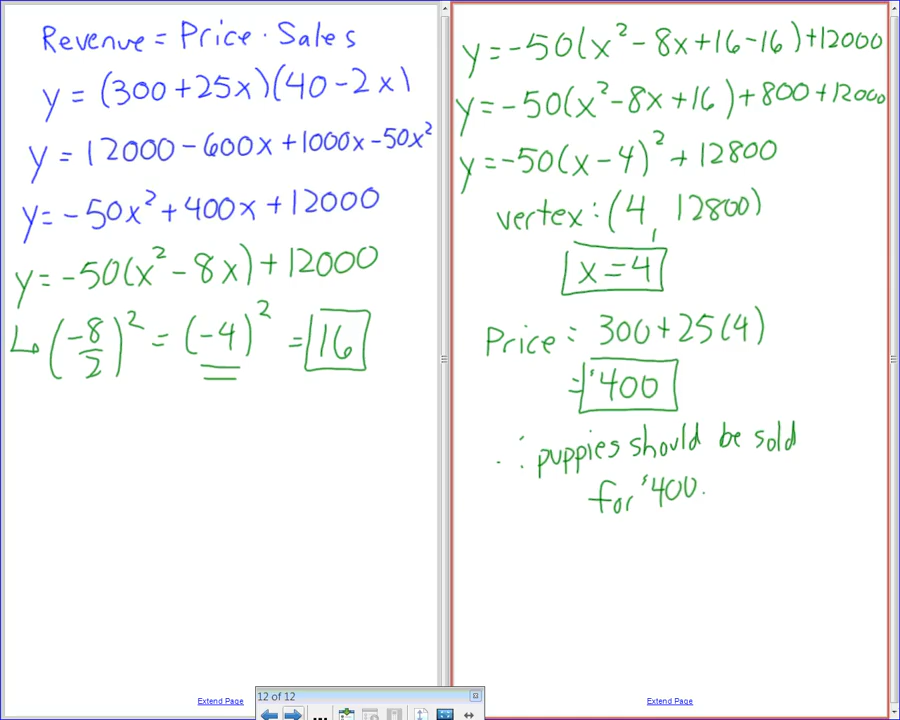 Revenue = Price · Sales
y = (300 + 25x)(40 - 2x)
y = 12000 - 600x + 1000x - 50x²
y = -50x² + 400x + 12000
y = -50(x² - 8x) + 12000
(-8/2)² = (-4)² = 16
Extend Page
12 of 12
y = -50(x² - 8x + 16 - 16) + 12000
y = -50(x² - 8x + 16) + 800 + 12000
y = -50(x - 4)² + 12800
vertex: (4, 12800)
x = 4
Price: 300 + 25(4)
= $400
∴ puppies should be sold
for $400.
Extend Page